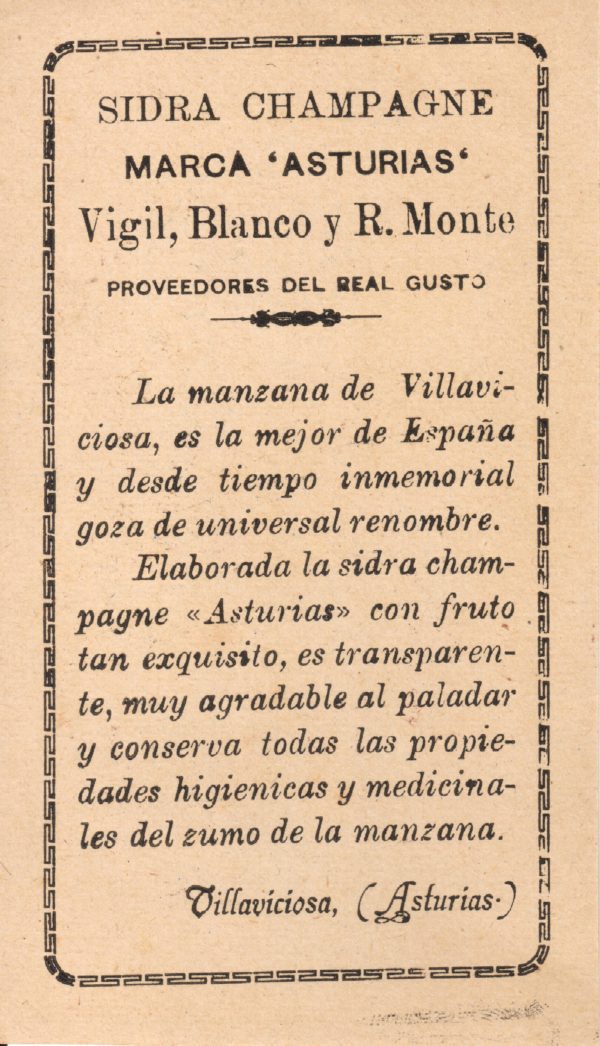 SIDRA CHAMPAGNE
MARCA ‘ASTURIAS‘
Vigil, Blanco y R. Monte
PROVEEDORES DEL REAL GUSTO
La manzana de Villavi-
ciosa, es la mejor de España
y desde tiempo inmemorial
goza de universal renombre.
Elaborada la sidra cham-
pagne «Asturias» con fruto
tan exquisito, es transparen-
te, muy agradable al paladar
y conserva todas las propie-
dades higienicas y medicina-
les del zumo de la manzana.
Villaviciosa, (Asturias.)